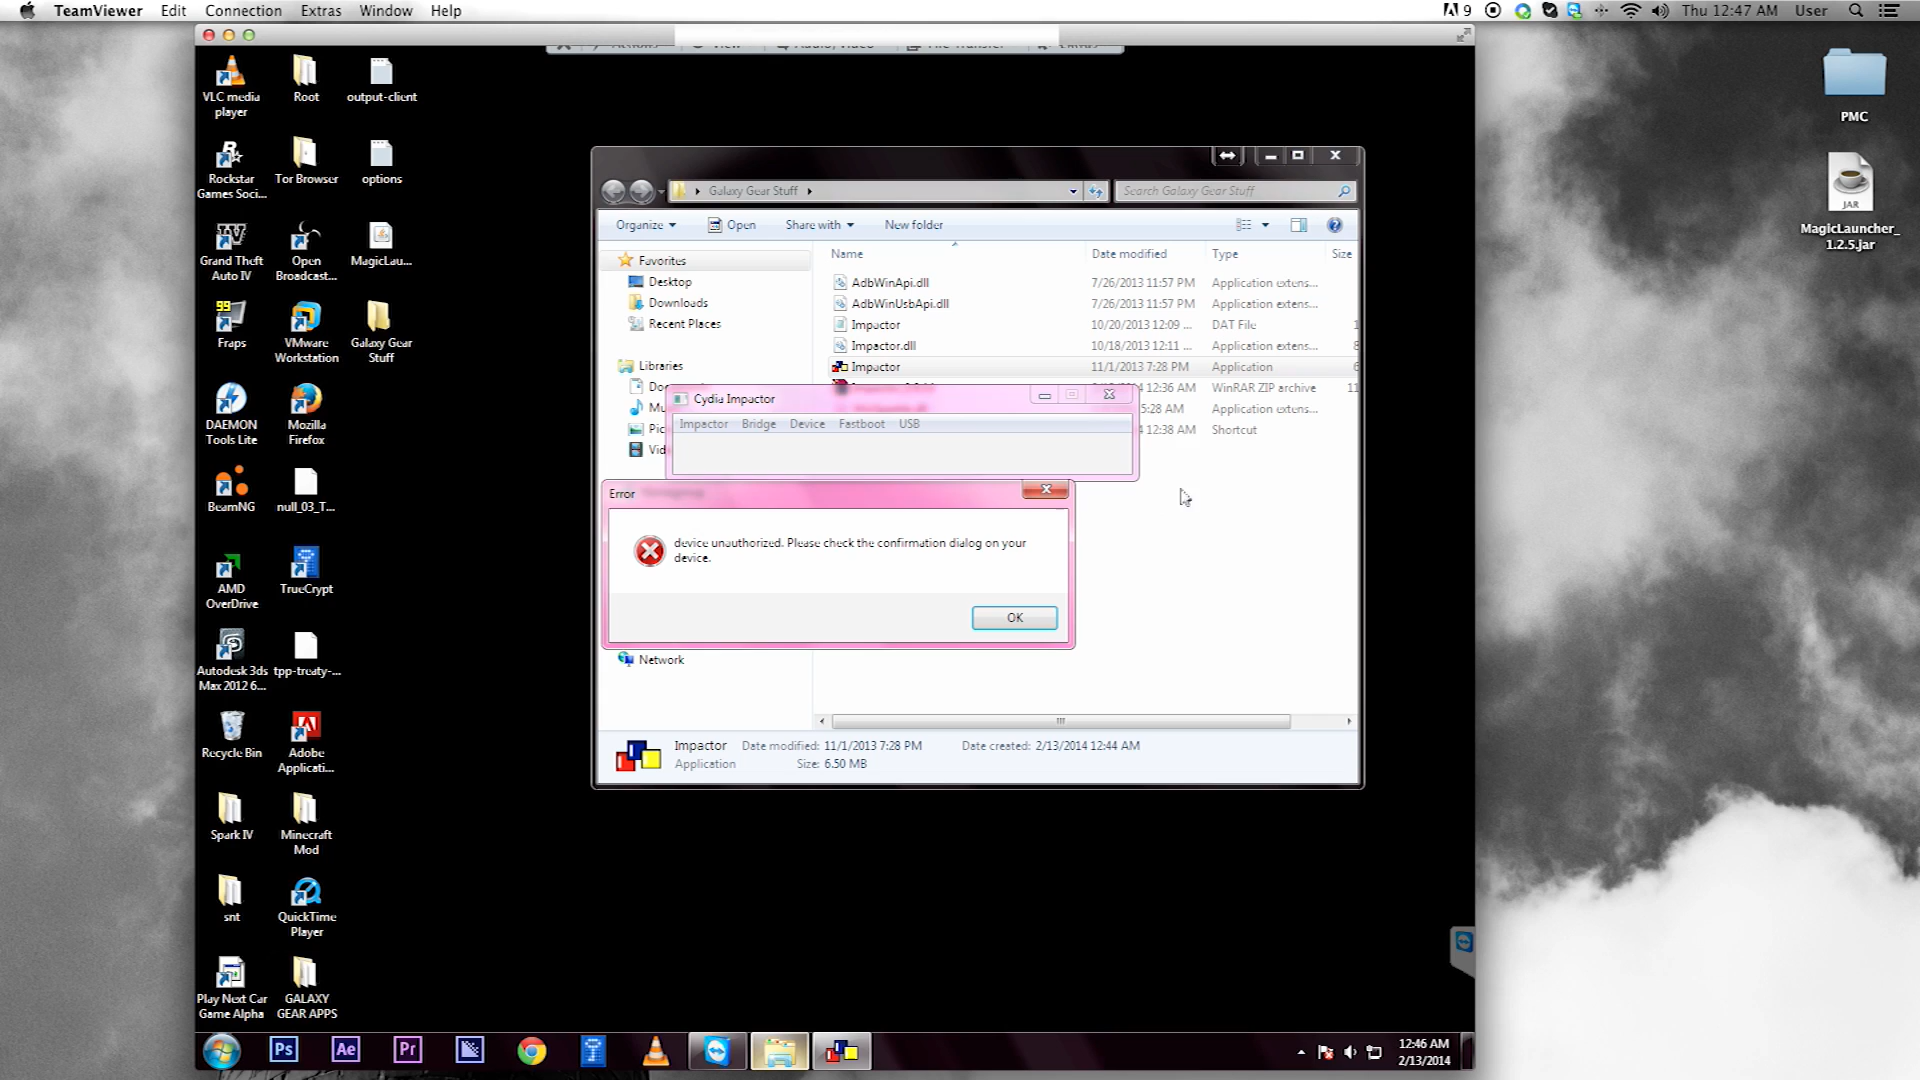 TeamViewer Edit Connection Extras Window Help
9 Thu 12:47 AM User
VLC media player
Root
output-client
Rockstar Games Soci...
Tor Browser
options
Grand Theft Auto IV
Open Broadcast...
MagicLau...
99
Fraps
VMware Workstation
Galaxy Gear Stuff
DAEMON Tools Lite
Mozilla Firefox
BeamNG
null_03_T...
AMD OverDrive
TrueCrypt
Autodesk 3ds Max 2012 6...
tpp-treaty-...
Recycle Bin
Adobe Applicati...
Spark IV
Minecraft Mod
snt
QuickTime Player
Play Next Car Game Alpha
GALAXY GEAR APPS
PMC
JAR
MagicLauncher_
1.2.5.jar
Galaxy Gear Stuff
Search Galaxy Gear Stuff
Organize Open Share with New folder
Name Date modified Type Size
Favorites
Desktop
Downloads
Recent Places
Libraries
Network
AdbWinApi.dll 7/26/2013 11:57 PM Application extens...
AdbWinUsbApi.dll 7/26/2013 11:57 PM Application extens...
Impactor 10/20/2013 12:09 ... DAT File
Impactor.dll 10/18/2013 12:11 ... Application extens...
Impactor 11/1/2013 7:28 PM Application
12:36 AM WinRAR ZIP archive
5:28 AM Application extens...
12:38 AM Shortcut
Cydia Impactor
Impactor Bridge Device Fastboot USB
Error
device unauthorized. Please check the confirmation dialog on your
device.
OK
Impactor Date modified: 11/1/2013 7:28 PM Date created: 2/13/2014 12:44 AM
Application Size: 6.50 MB
Ps Ae Pr
12:46 AM
2/13/2014